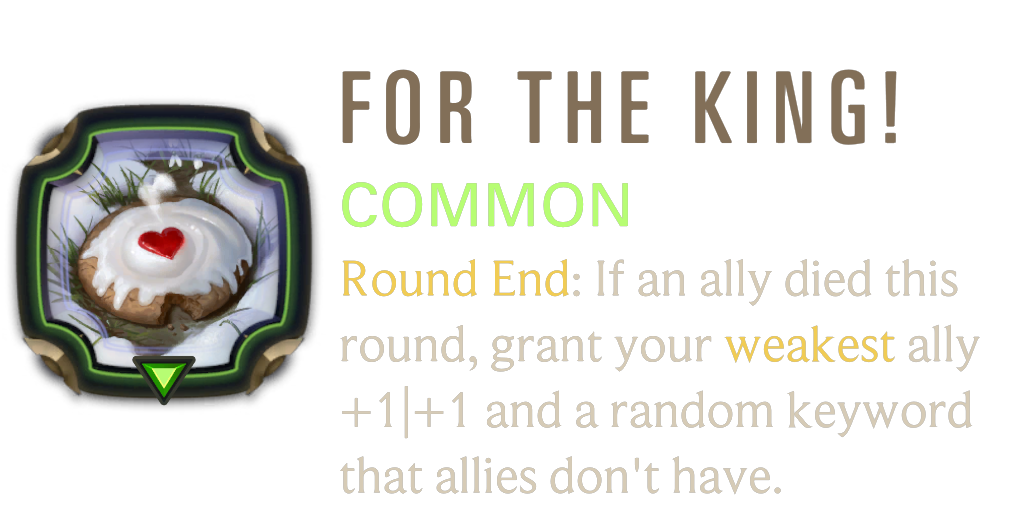 FOR THE KING!
COMMON
Round End: If an ally died this
round, grant your weakest ally
+1|+1 and a random keyword
that allies don't have.